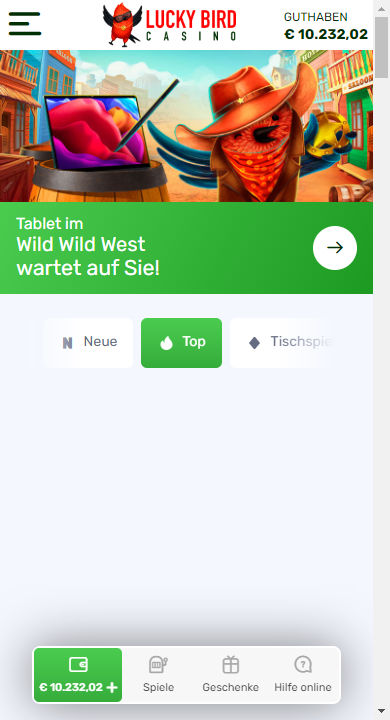 LUCKY BIRD
CASINO
GUTHABEN
€ 10.232,02
Tablet im
Wild Wild West
wartet auf Sie!
Neue
Top
Tischspie
€ 10.232,02 +
Spiele
Geschenke
Hilfe online